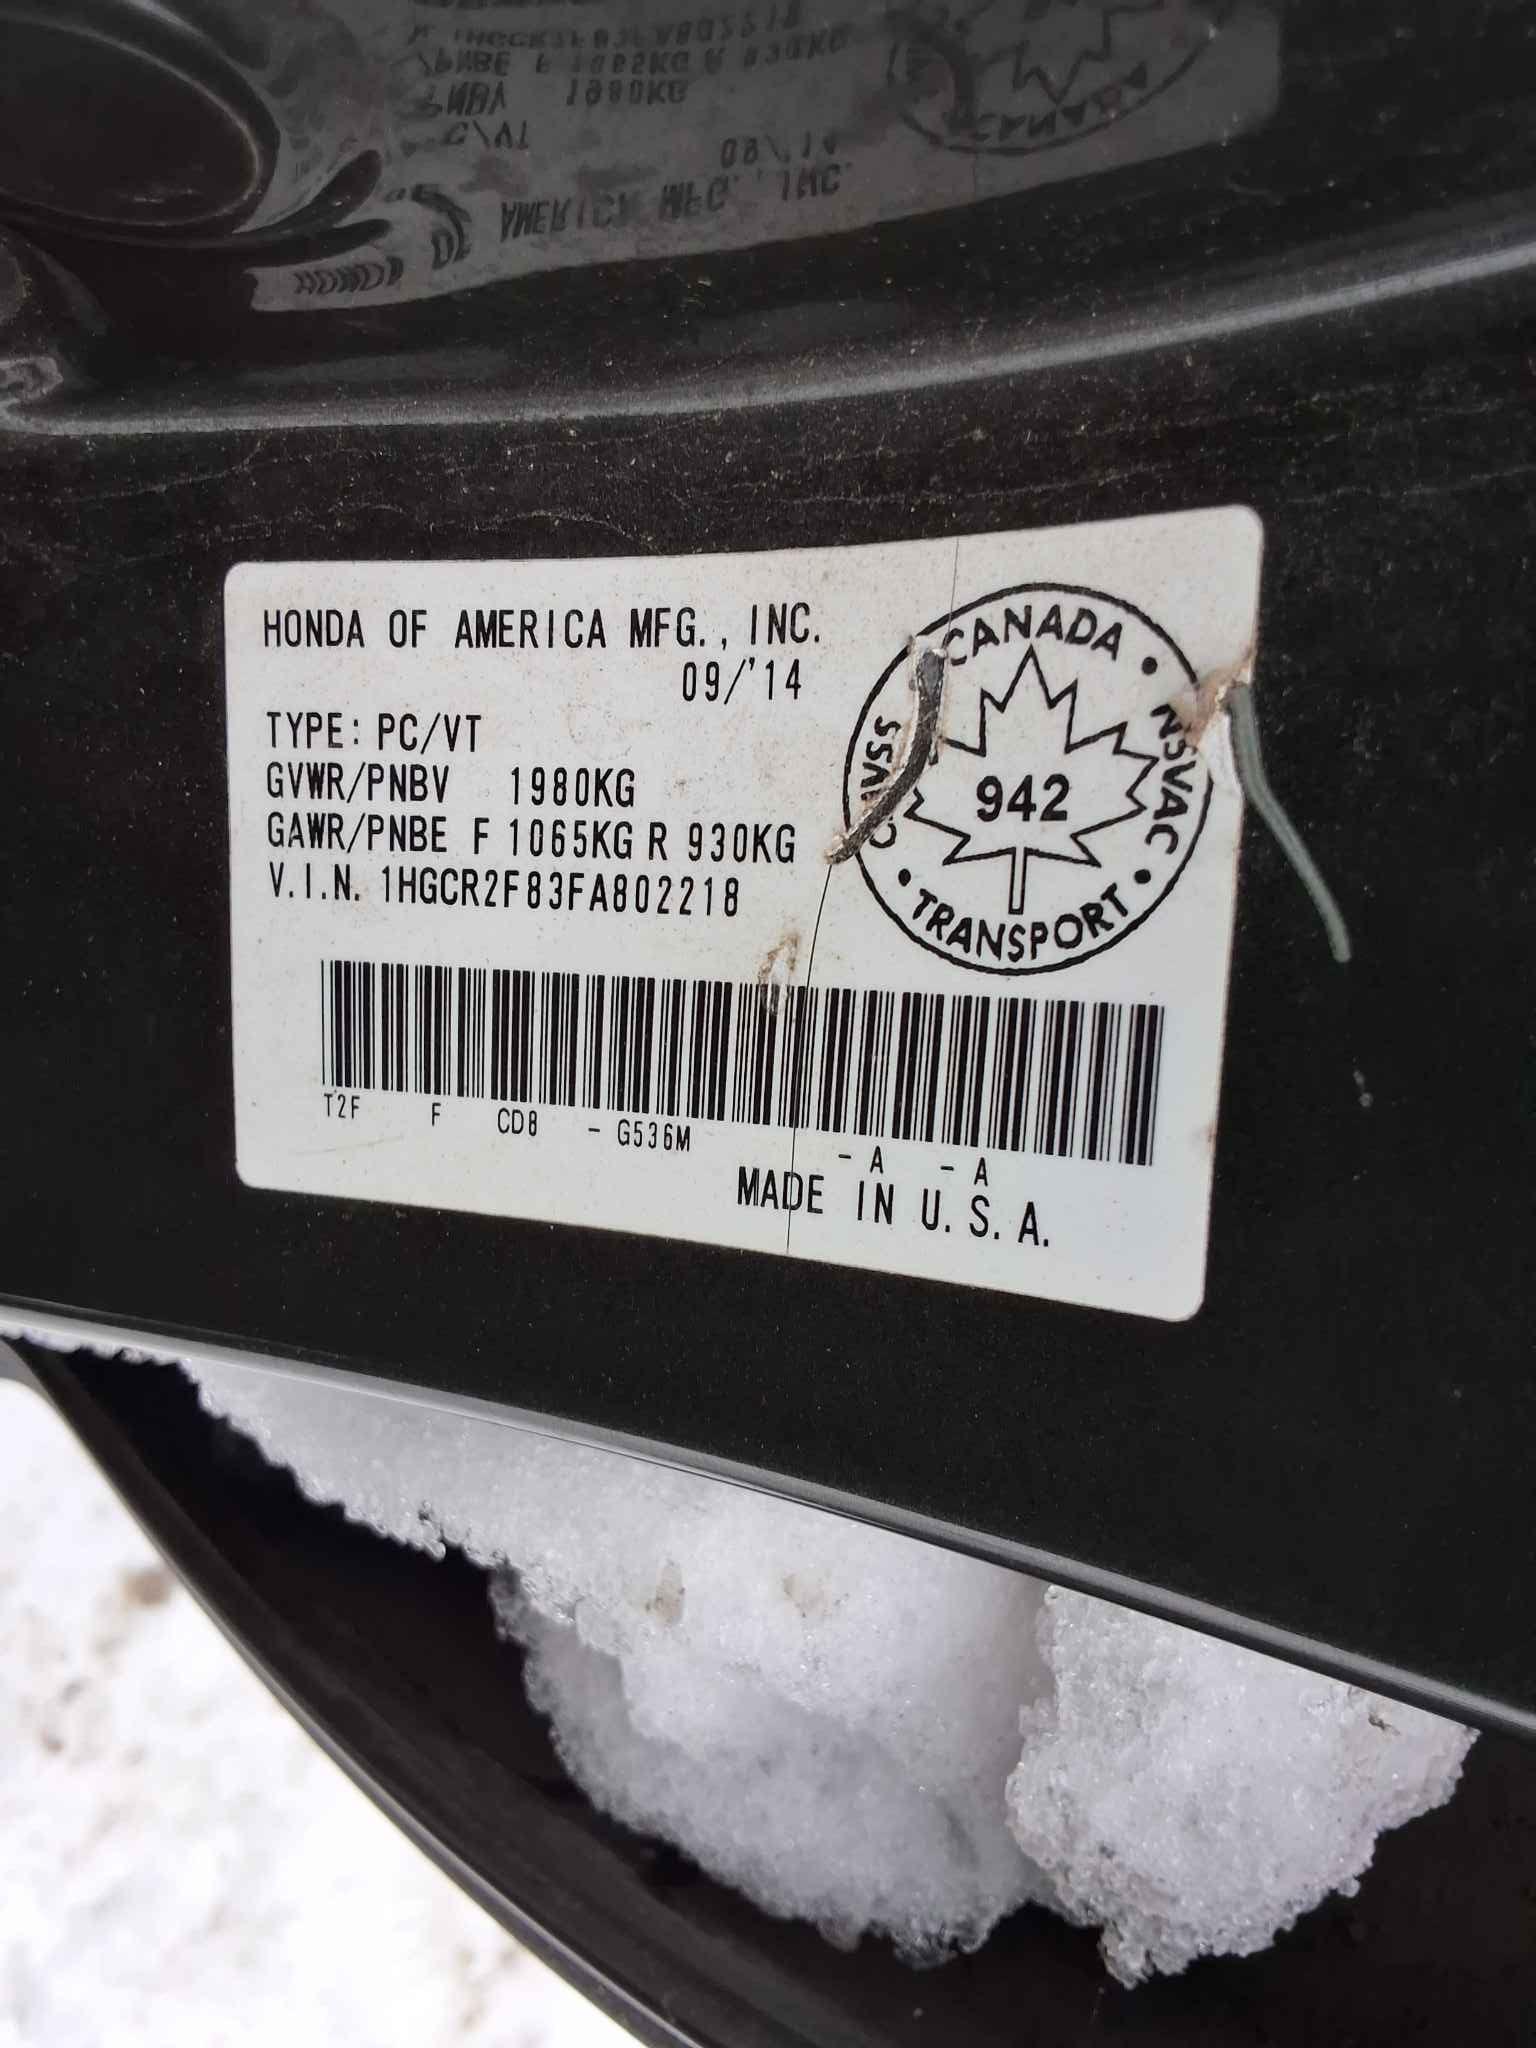 HONDA OF AMERICA MFG., INC.
09/'14
TYPE: PC/VT
GVWR/PNBV 1980KG
GAWR/PNBE F 1065KG R 930KG
V.I.N. 1HGCR2F83FA802218
CANADA • NSVAC • TRANSPORT • CMVSS
942
T2F F CD8 - G536M - A - A
MADE IN U.S.A.